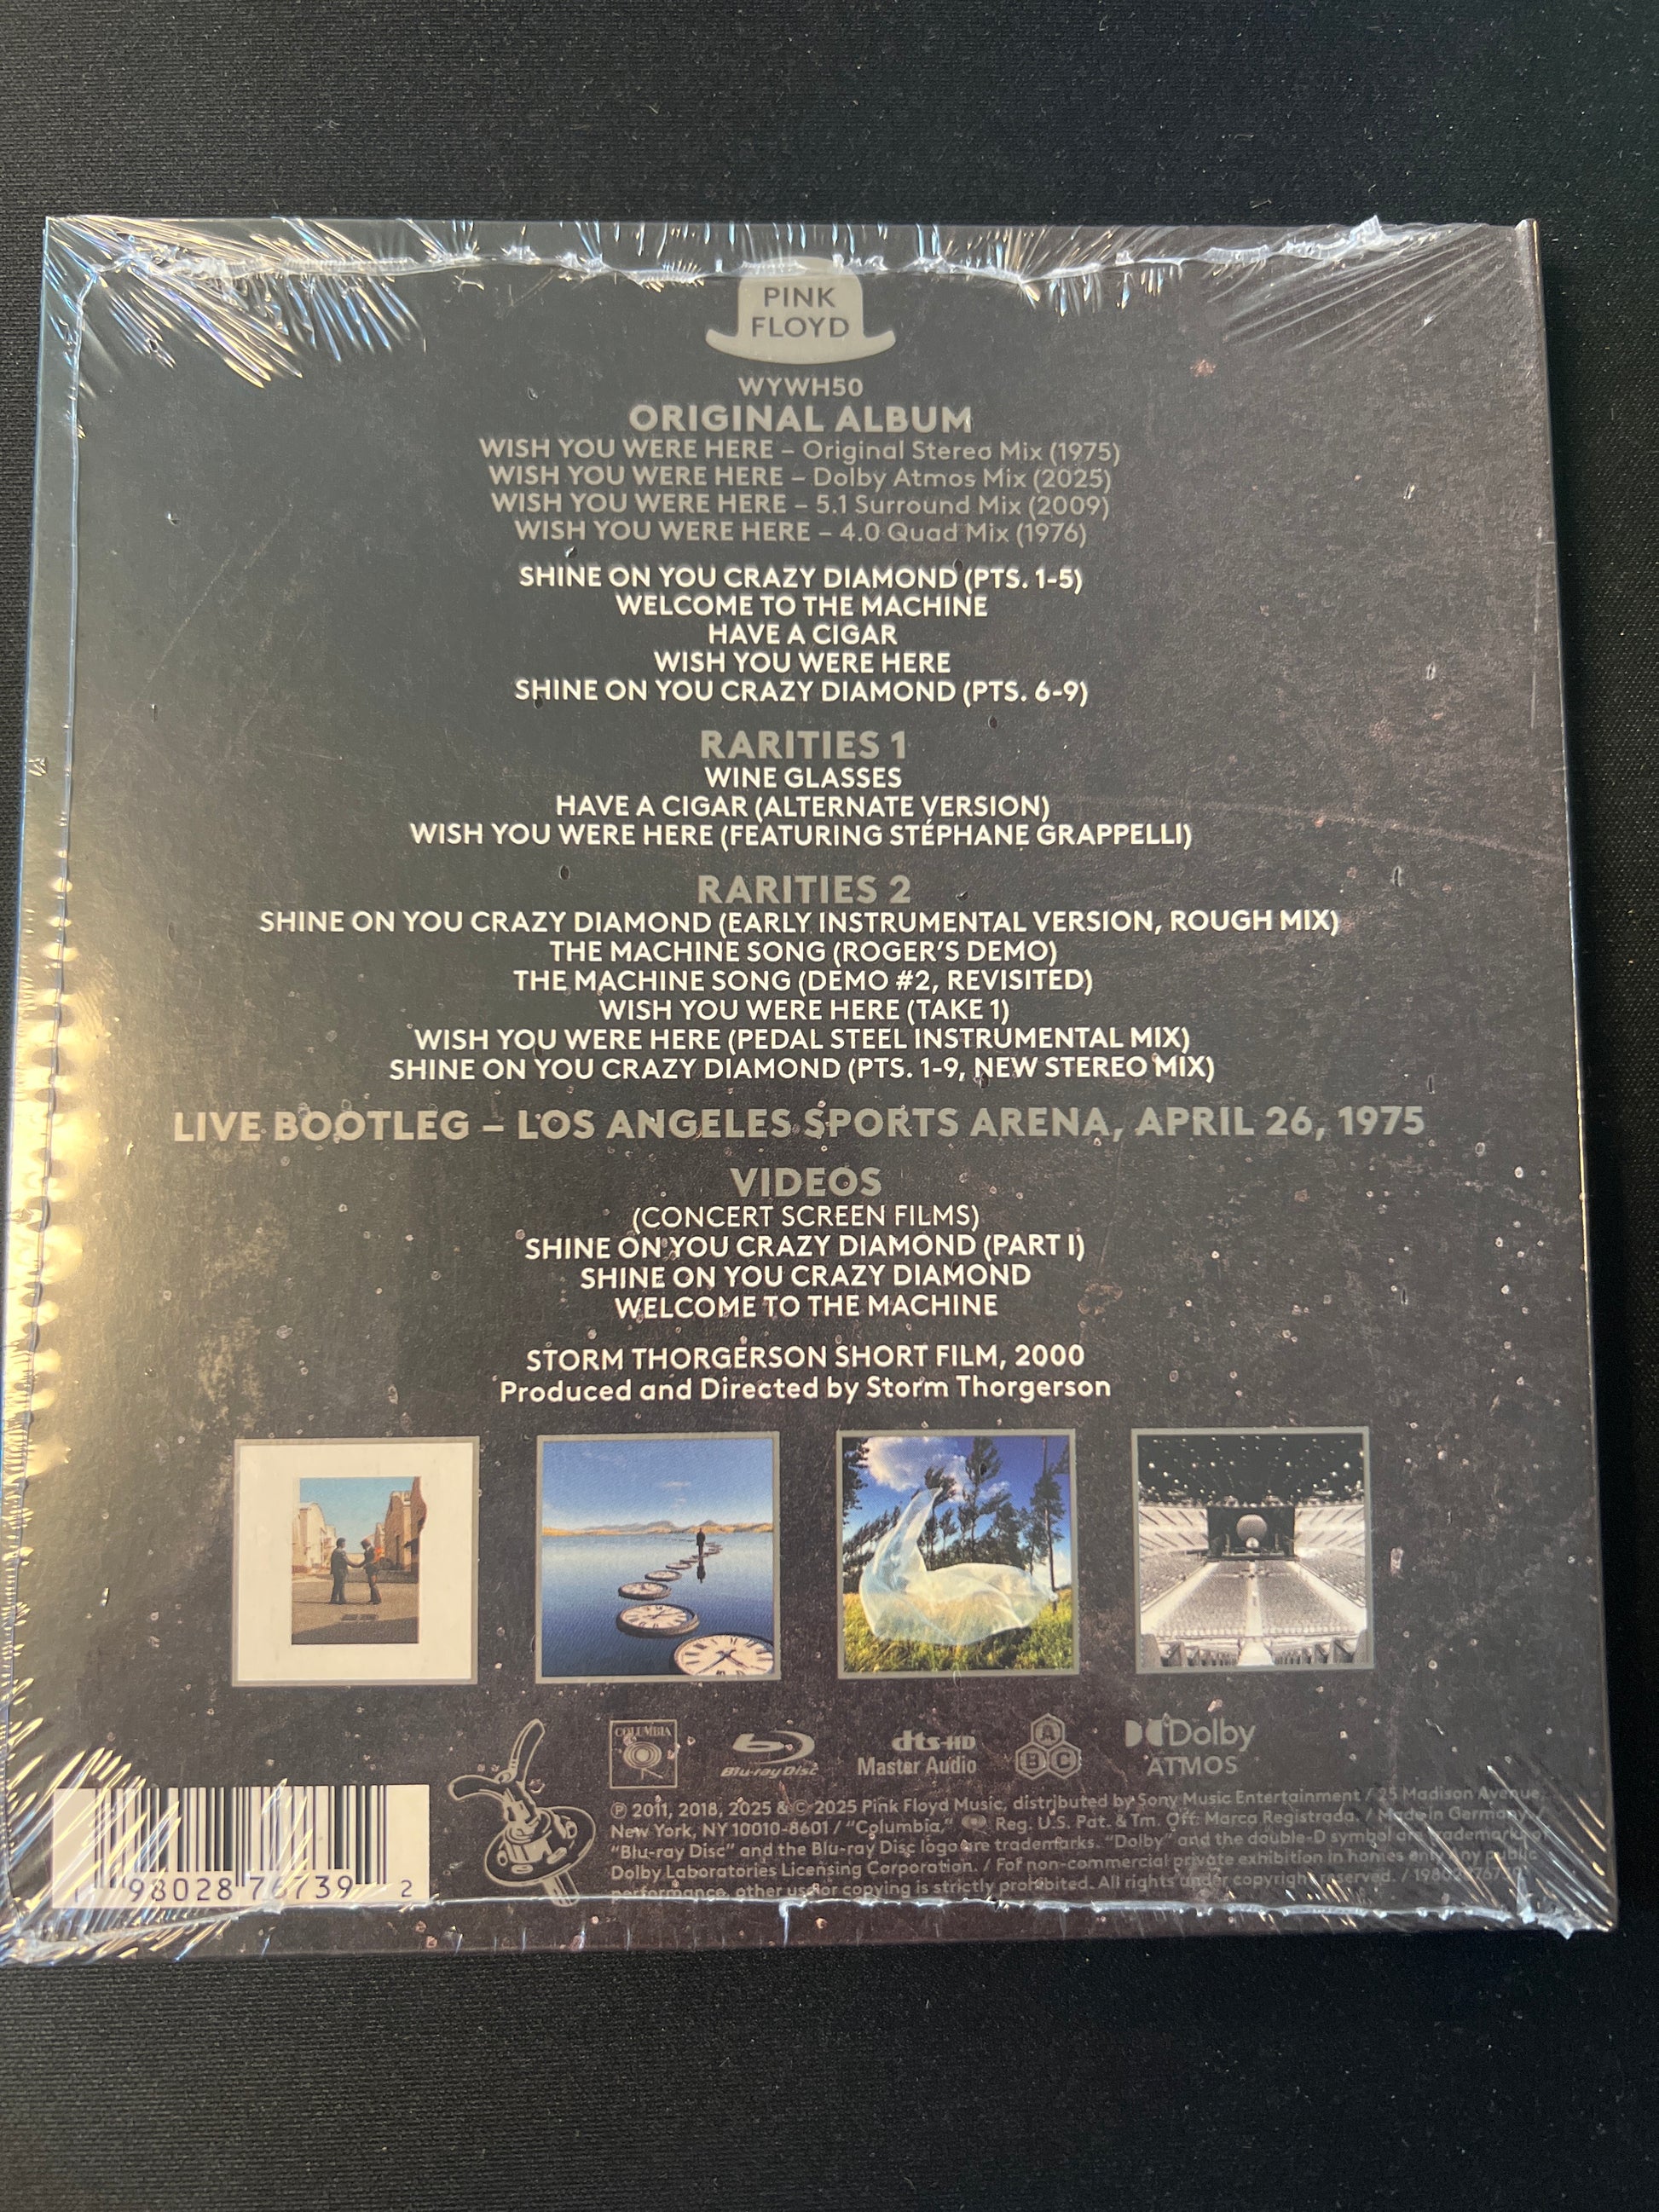 PINK
FLOYD
WYWH50
ORIGINAL ALBUM
WISH YOU WERE HERE – Original Stereo Mix (1975)
WISH YOU WERE HERE – Dolby Atmos Mix (2025)
WISH YOU WERE HERE – 5.1 Surround Mix (2009)
WISH YOU WERE HERE – 4.0 Quad Mix (1976)
SHINE ON YOU CRAZY DIAMOND (PTS. 1-5)
WELCOME TO THE MACHINE
HAVE A CIGAR
WISH YOU WERE HERE
SHINE ON YOU CRAZY DIAMOND (PTS. 6-9)
RARITIES 1
WINE GLASSES
HAVE A CIGAR (ALTERNATE VERSION)
WISH YOU WERE HERE (FEATURING STÉPHANE GRAPPELLI)
RARITIES 2
SHINE ON YOU CRAZY DIAMOND (EARLY INSTRUMENTAL VERSION, ROUGH MIX)
THE MACHINE SONG (ROGER'S DEMO)
THE MACHINE SONG (DEMO #2, REVISITED)
WISH YOU WERE HERE (TAKE 1)
WISH YOU WERE HERE (PEDAL STEEL INSTRUMENTAL MIX)
SHINE ON YOU CRAZY DIAMOND (PTS. 1-9, NEW STEREO MIX)
LIVE BOOTLEG – LOS ANGELES SPORTS ARENA, APRIL 26, 1975
VIDEOS
(CONCERT SCREEN FILMS)
SHINE ON YOU CRAZY DIAMOND (PART I)
SHINE ON YOU CRAZY DIAMOND
WELCOME TO THE MACHINE
STORM THORGERSON SHORT FILM, 2000
Produced and Directed by Storm Thorgerson
COLUMBIA
Blu-ray Disc
dts-HD
Master Audio
A
B C
Dolby
ATMOS
℗ 2011, 2018, 2025 & © 2025 Pink Floyd Music, distributed by Sony Music Entertainment / 25 Madison Avenue,
New York, NY 10010-8601 / "Columbia," Reg. U.S. Pat. & Tm. Off. Marca Registrada. / Made in Germany. /
"Blu-ray Disc" and the Blu-ray Disc logo are trademarks. "Dolby" and the double-D symbol are trademarks of
Dolby Laboratories Licensing Corporation. / For non-commercial private exhibition in homes only. Any public
performance, other use or copying is strictly prohibited. All rights under copyright reserved. /
1 98028 76739 2